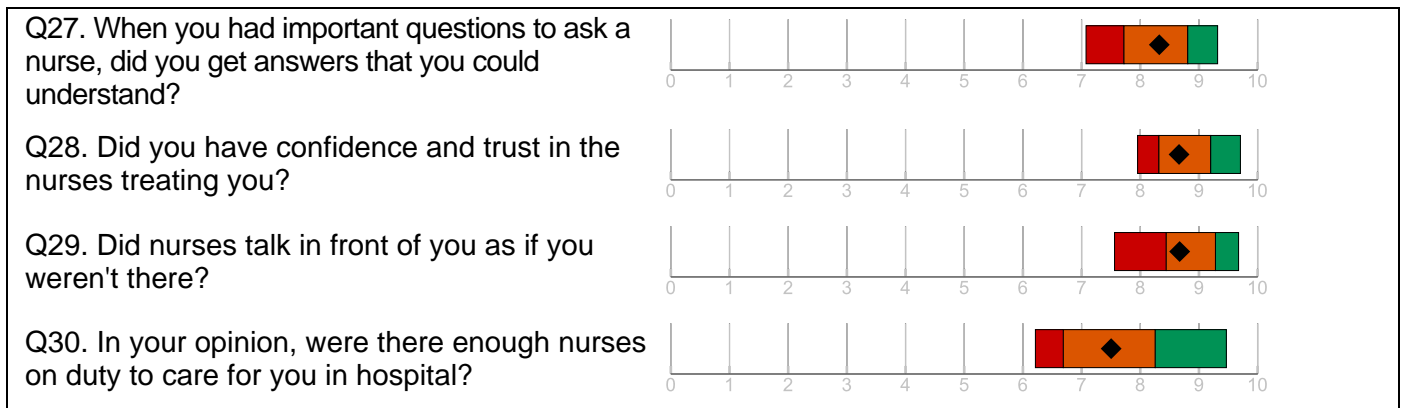 Q27. When you had important questions to ask a
nurse, did you get answers that you could
understand?
0 1 2 3 4 5 6 7 8 9 10
Q28. Did you have confidence and trust in the
nurses treating you?
0 1 2 3 4 5 6 7 8 9 10
Q29. Did nurses talk in front of you as if you
weren't there?
0 1 2 3 4 5 6 7 8 9 10
Q30. In your opinion, were there enough nurses
on duty to care for you in hospital?
0 1 2 3 4 5 6 7 8 9 10